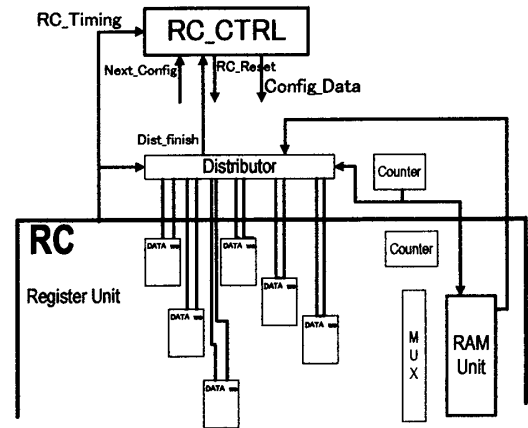 RC_Timing
RC_CTRL
Next_Config
RC_Reset
Config_Data
Dist_finish
Distributor
Counter
RC
Counter
Register Unit
DATA
DATA
DATA
DATA
DATA
DATA
MUX
RAM
Unit